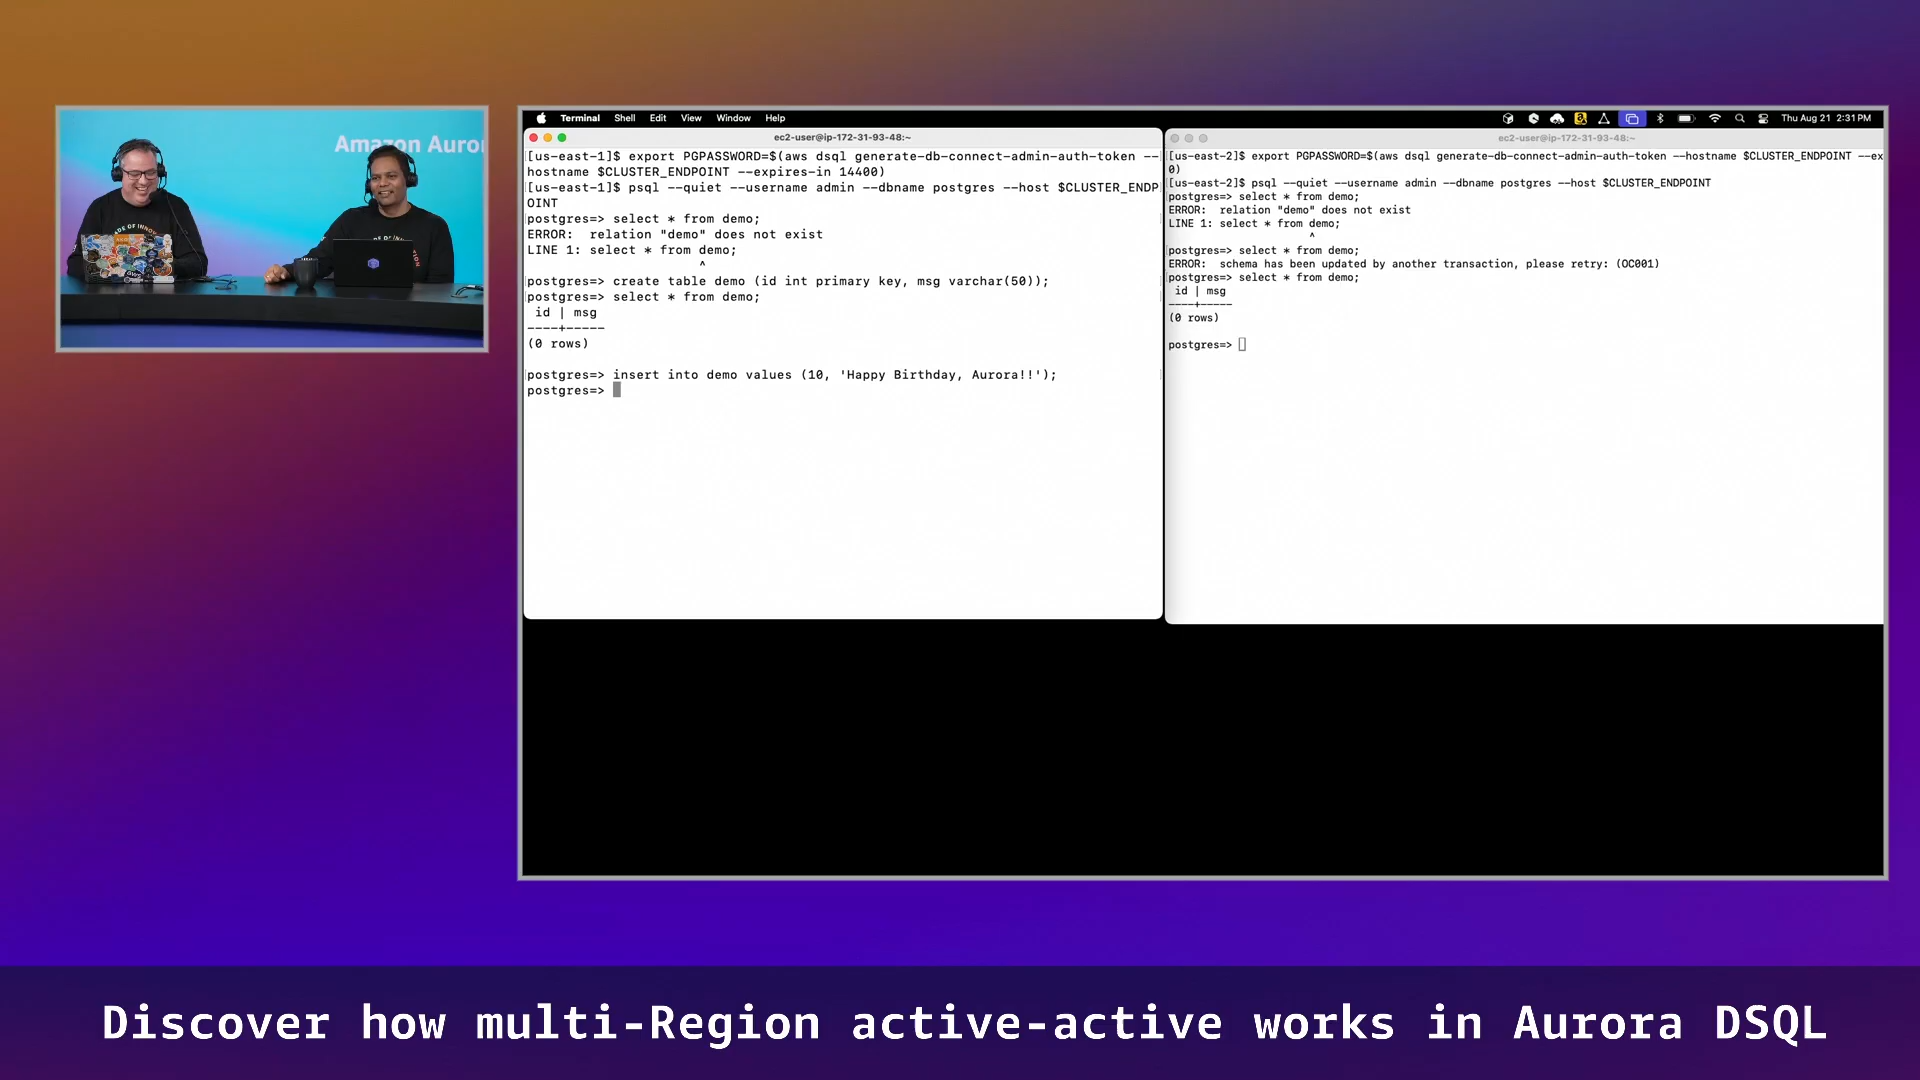 Amazon Auror
Terminal Shell Edit View Window Help
Thu Aug 21 2:31 PM
ec2-user@ip-172-31-93-48:~
[us-east-1]$ export PGPASSWORD=$(aws dsql generate-db-connect-admin-auth-token --
hostname $CLUSTER_ENDPOINT --expires-in 14400)
[us-east-1]$ psql --quiet --username admin --dbname postgres --host $CLUSTER_ENDP
OINT
postgres=> select * from demo;
ERROR:  relation "demo" does not exist
LINE 1: select * from demo;
^
postgres=> create table demo (id int primary key, msg varchar(50));
postgres=> select * from demo;
id | msg
----+-----
(0 rows)
postgres=> insert into demo values (10, 'Happy Birthday, Aurora!!');
postgres=>
ec2-user@ip-172-31-93-48:~
[us-east-2]$ export PGPASSWORD=$(aws dsql generate-db-connect-admin-auth-token --hostname $CLUSTER_ENDPOINT --ex
0)
[us-east-2]$ psql --quiet --username admin --dbname postgres --host $CLUSTER_ENDPOINT
postgres=> select * from demo;
ERROR:  relation "demo" does not exist
LINE 1: select * from demo;
^
postgres=> select * from demo;
ERROR:  schema has been updated by another transaction, please retry: (OC001)
postgres=> select * from demo;
id | msg
----+-----
(0 rows)
postgres=>
Discover how multi-Region active-active works in Aurora DSQL